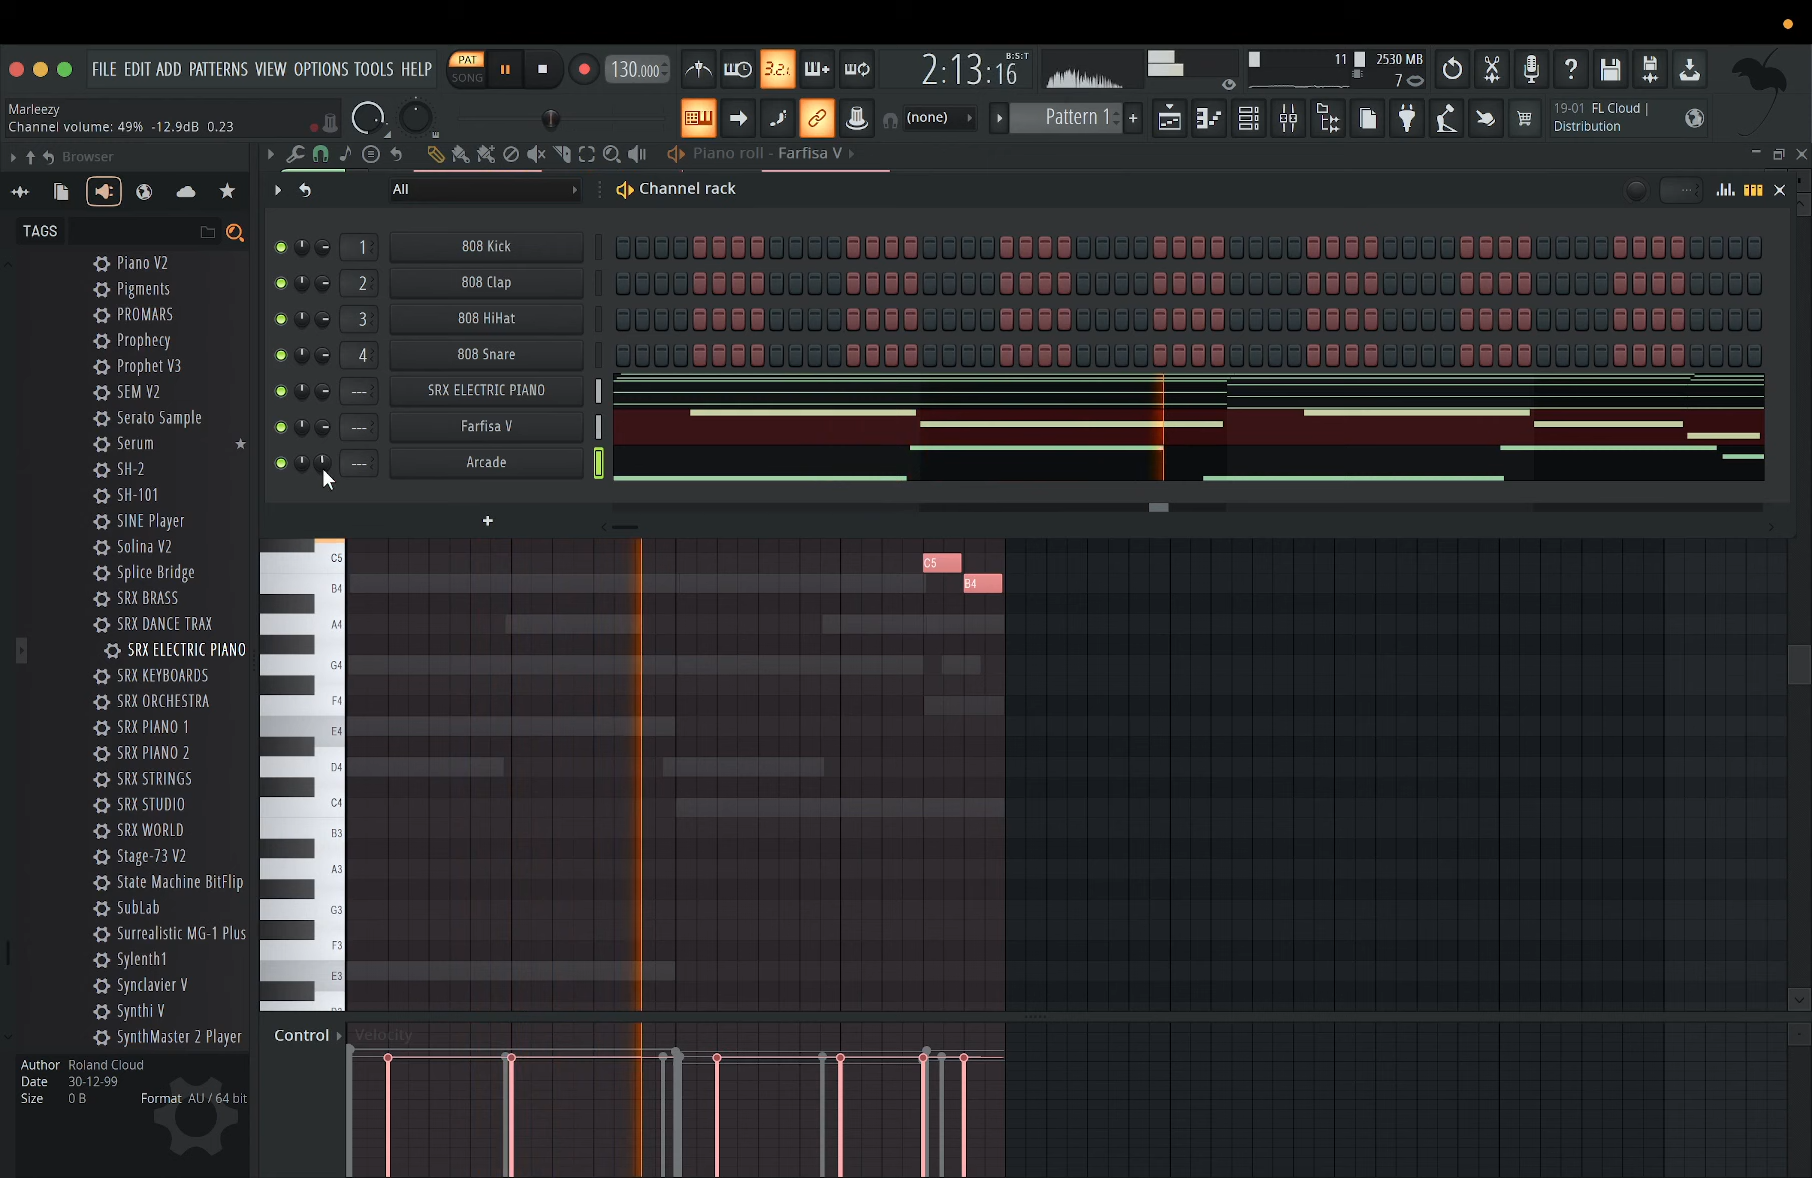 FILE EDIT ADD PATTERNS VIEW OPTIONS TOOLS HELP
PAT
SONG
130.000
3.2.
2:13:16
B:S:T
11
2530 MB
7
Marleezy
Channel volume: 49% -12.9dB 0.23
(none)
Pattern 1
19-01 FL Cloud |
Distribution
Browser
Piano roll - Farfisa V
All
Channel rack
TAGS
Piano V2
Pigments
PROMARS
Prophecy
Prophet V3
SEM V2
Serato Sample
Serum
SH-2
SH-101
SINE Player
Solina V2
Splice Bridge
SRX BRASS
SRX DANCE TRAX
SRX ELECTRIC PIANO
SRX KEYBOARDS
SRX ORCHESTRA
SRX PIANO 1
SRX PIANO 2
SRX STRINGS
SRX STUDIO
SRX WORLD
Stage-73 V2
State Machine BitFlip
SubLab
Surrealistic MG-1 Plus
Sylenth1
Synclavier V
Synthi V
SynthMaster 2 Player
Author Roland Cloud
Date 30-12-99
Size 0 B Format AU / 64 bit
1 808 Kick
2 808 Clap
3 808 HiHat
4 808 Snare
--- SRX ELECTRIC PIANO
--- Farfisa V
--- Arcade
+
C5
B4
A4
G4
F4
E4
D4
C4
B3
A3
G3
F3
E3
C5
B4
Control Velocity